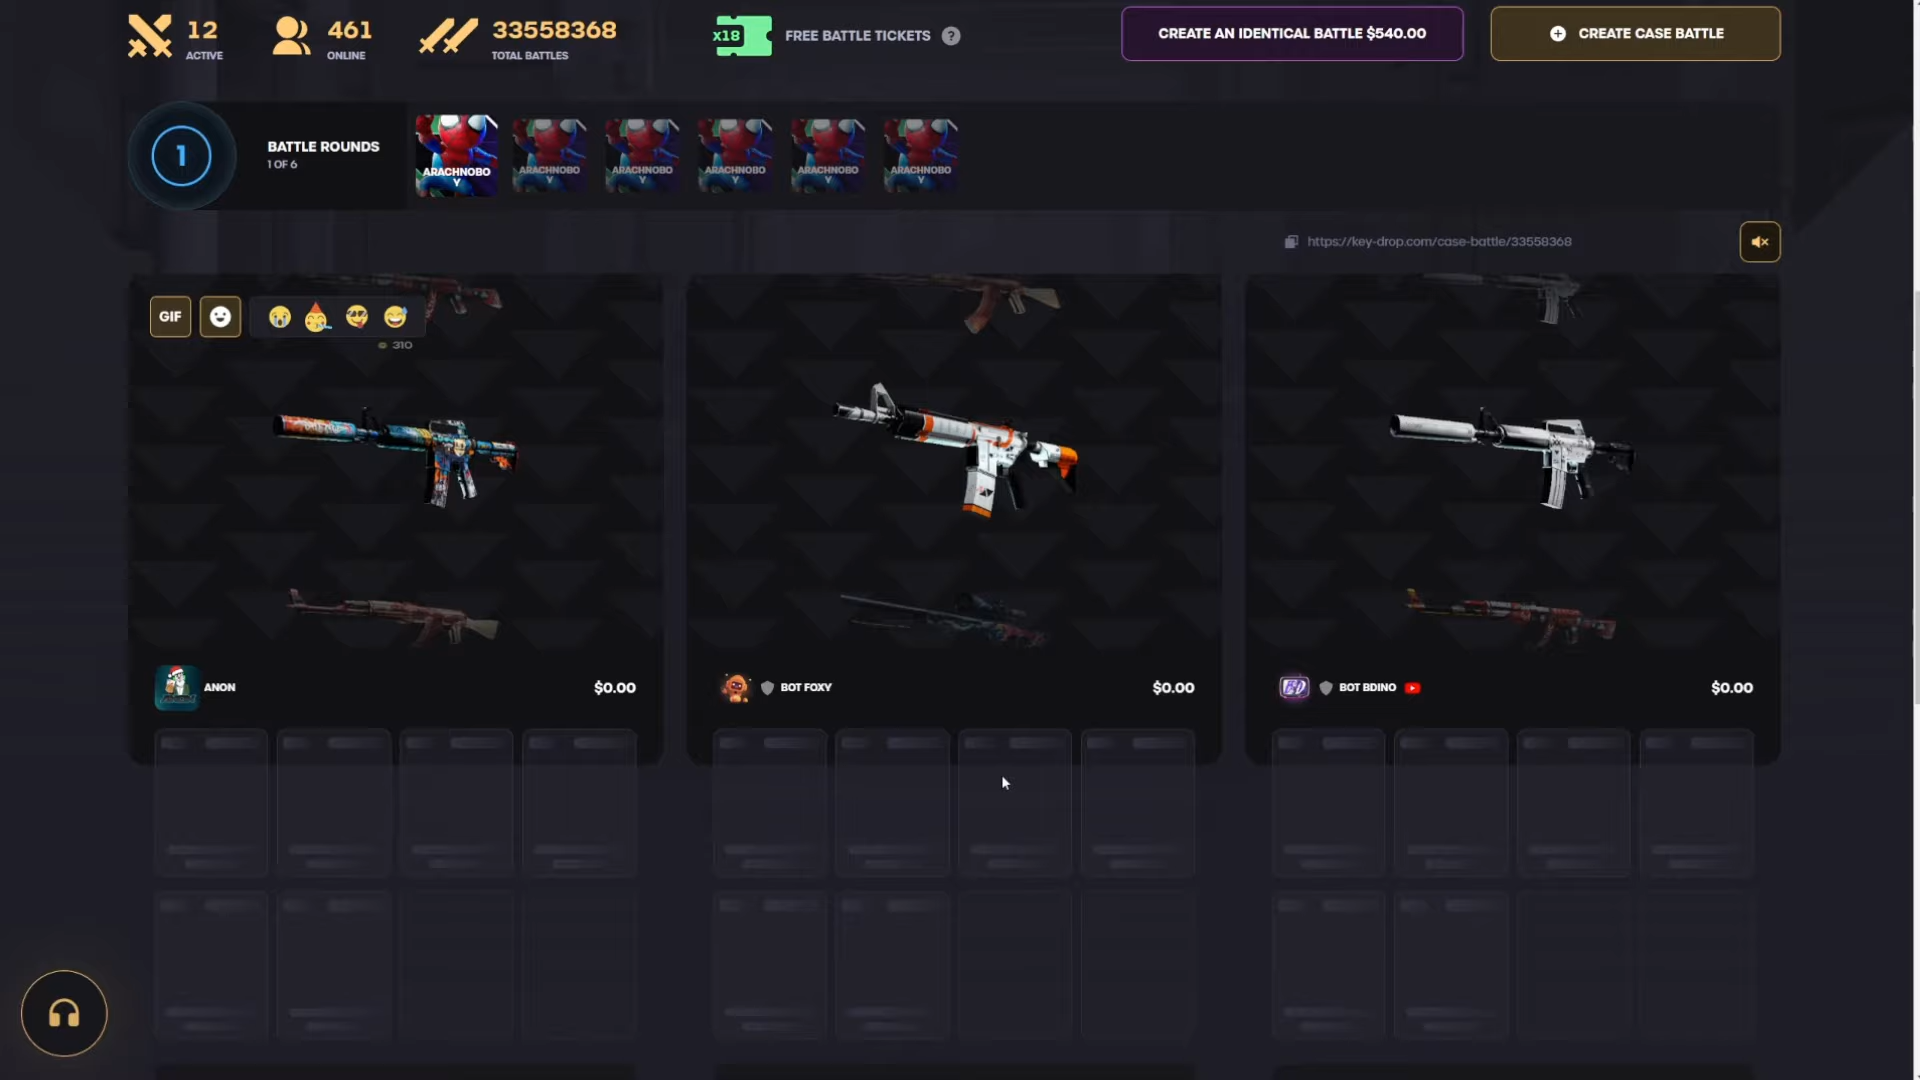 12
ACTIVE
461
ONLINE
33558368
TOTAL BATTLES
x18
FREE BATTLE TICKETS ?
CREATE AN IDENTICAL BATTLE $540.00
CREATE CASE BATTLE
1
BATTLE ROUNDS
1 OF 6
ARACHNOBO
Y
ARACHNOBO
Y
ARACHNOBO
Y
ARACHNOBO
Y
ARACHNOBO
Y
ARACHNOBO
Y
https://key-drop.com/case-battle/33558368
GIF
310
ANON
$0.00
BOT FOXY
$0.00
BOT BDINO
$0.00